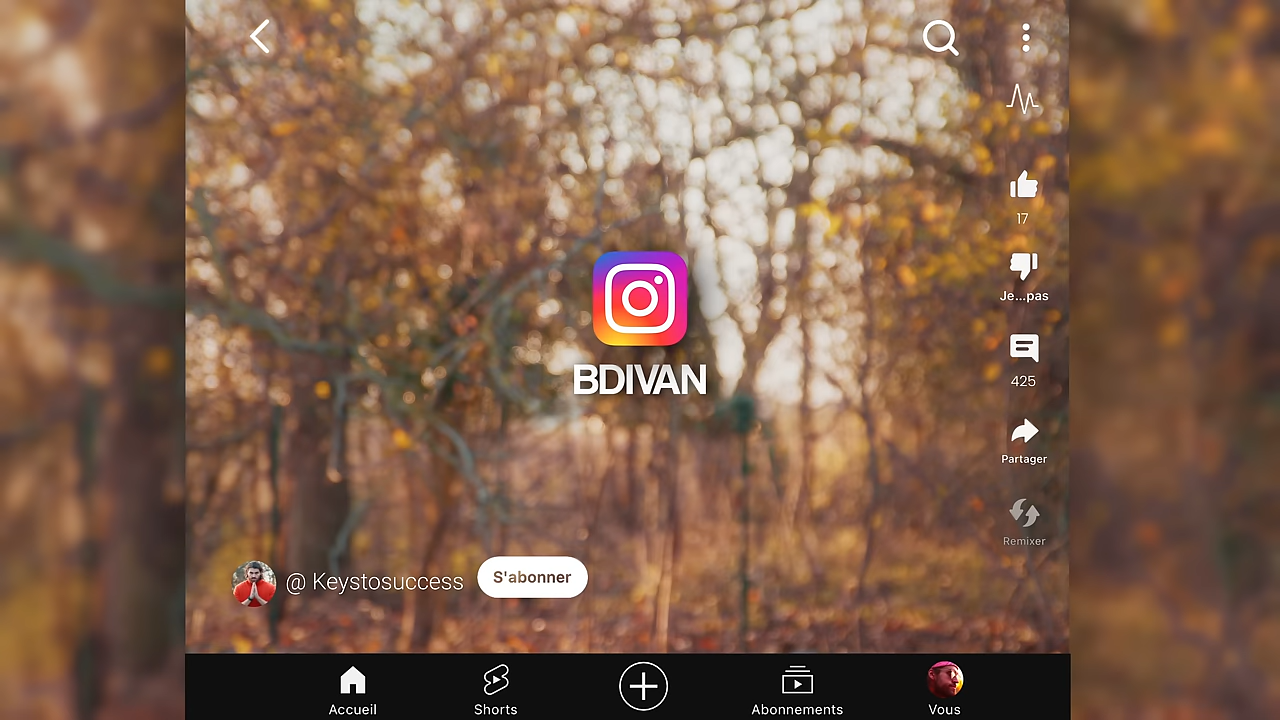 17
Je...pas
BDIVAN
425
Partager
Remixer
@ Keystosuccess
S'abonner
Accueil
Shorts
Abonnements
Vous